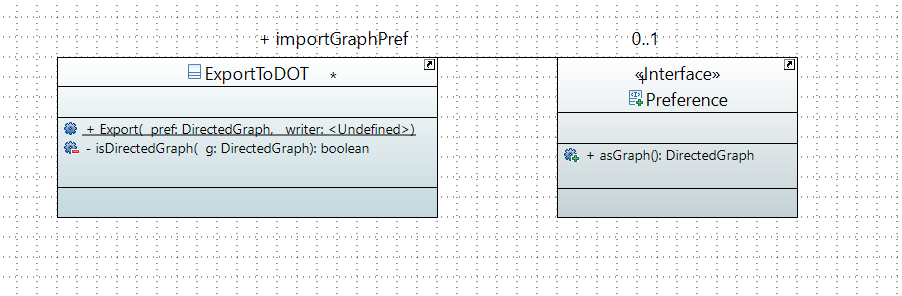 + importGraphPref 0..1
ExportToDOT *
+ Export( pref: DirectedGraph, writer: <Undefined>)
- isDirectedGraph( g: DirectedGraph): boolean
«Interface»
+
Preference
+ asGraph(): DirectedGraph